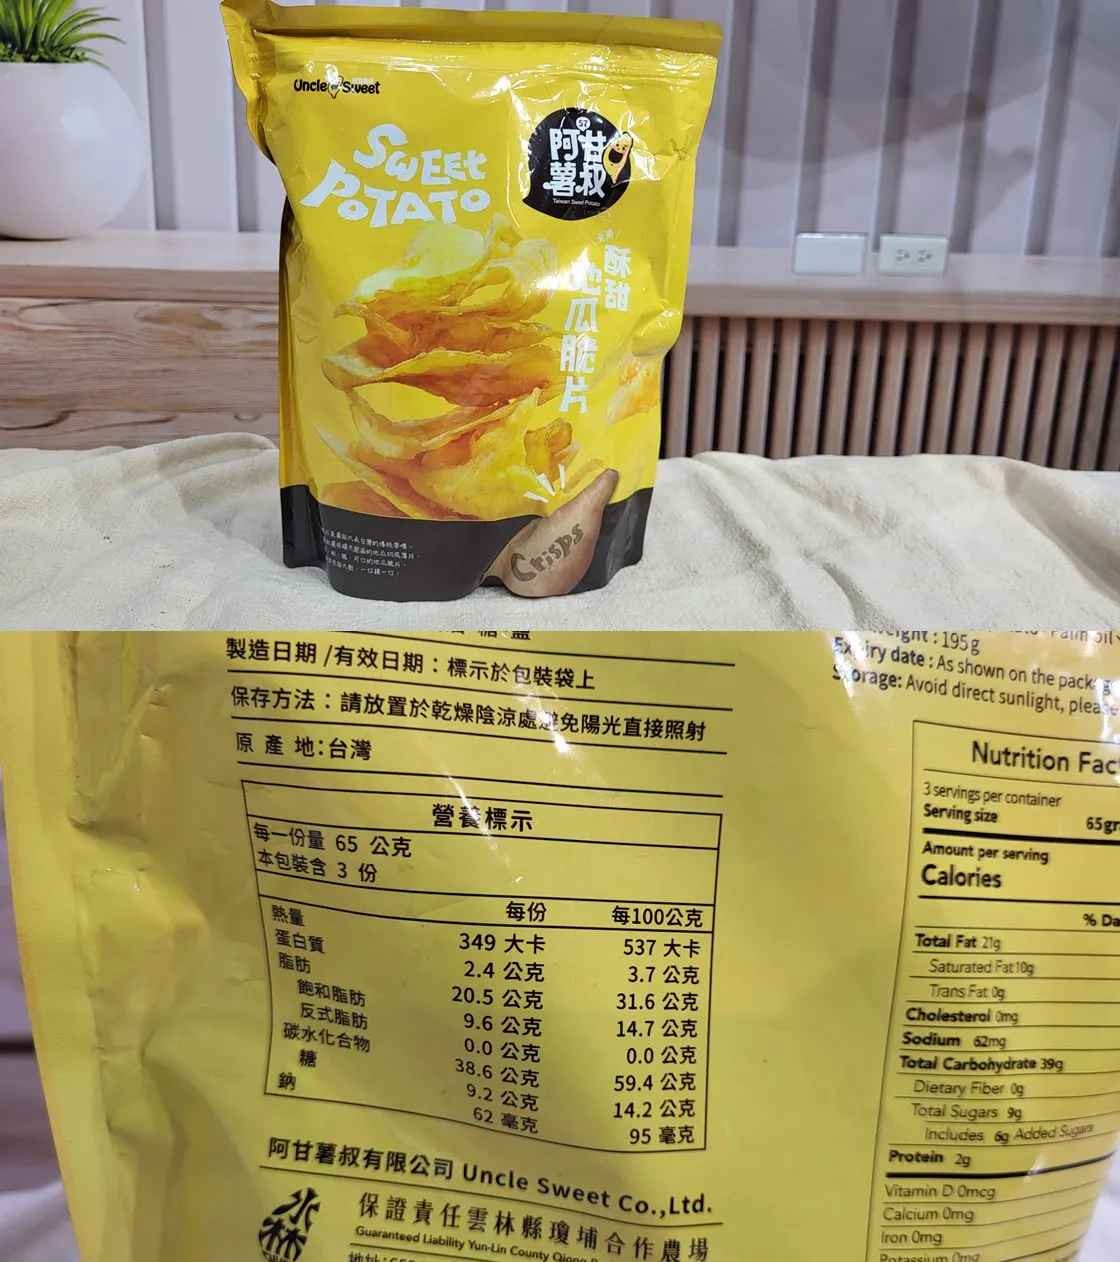 Uncle Sweet
SWEEt
POTATO
57
阿甘
薯叔
Taiwan Sweet Potato
酥甜
地瓜脆片
Crisps
糖、鹽
製造日期/有效日期：標示於包裝袋上
保存方法：請放置於乾燥陰涼處避免陽光直接照射
原 產 地：台灣
營養標示
每一份量 65 公克
本包裝含 3 份
每份 每100公克
熱量 349 大卡 537 大卡
蛋白質 2.4 公克 3.7 公克
脂肪 20.5 公克 31.6 公克
飽和脂肪 9.6 公克 14.7 公克
反式脂肪 0.0 公克 0.0 公克
碳水化合物 38.6 公克 59.4 公克
糖 9.2 公克 14.2 公克
鈉 62 毫克 95 毫克
阿甘薯叔有限公司 Uncle Sweet Co.,Ltd.
水林
保證責任雲林縣瓊埔合作農場
Guaranteed Liability Yun-Lin County Qiong
地址:
Palm Oil
: 195g
Expiry date : As shown on the
Storage: Avoid direct sunlight, please
Nutrition
3 servings per container
Serving size 65
Amount per serving
Calories
%
Total Fat 21g
Saturated Fat 10g
Trans Fat 0g
Cholesterol 0mg
Sodium 62mg
Total Carbohydrate 39g
Dietary Fiber 0g
Total Sugars 9g
Includes 6g Added Sugars
Protein 2g
Vitamin D 0mcg
Calcium 0mg
Iron 0mg
Potassium 0mg